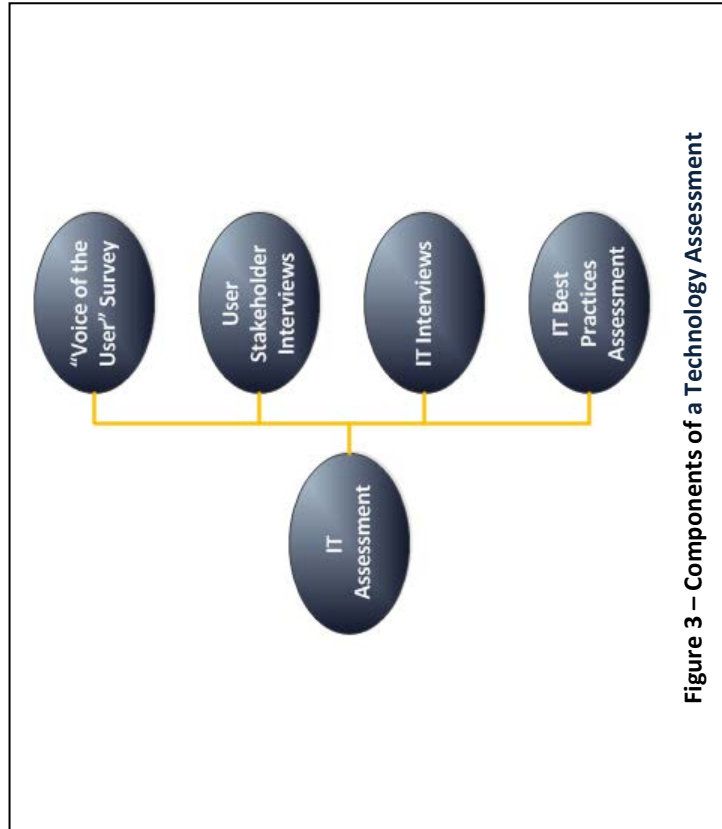 IT
Assessment
IT Best
Practices
Assessment
IT Interviews
User
Stakeholder
Interviews
“Voice of the
User” Survey
Figure 3 – Components of a Technology Assessment